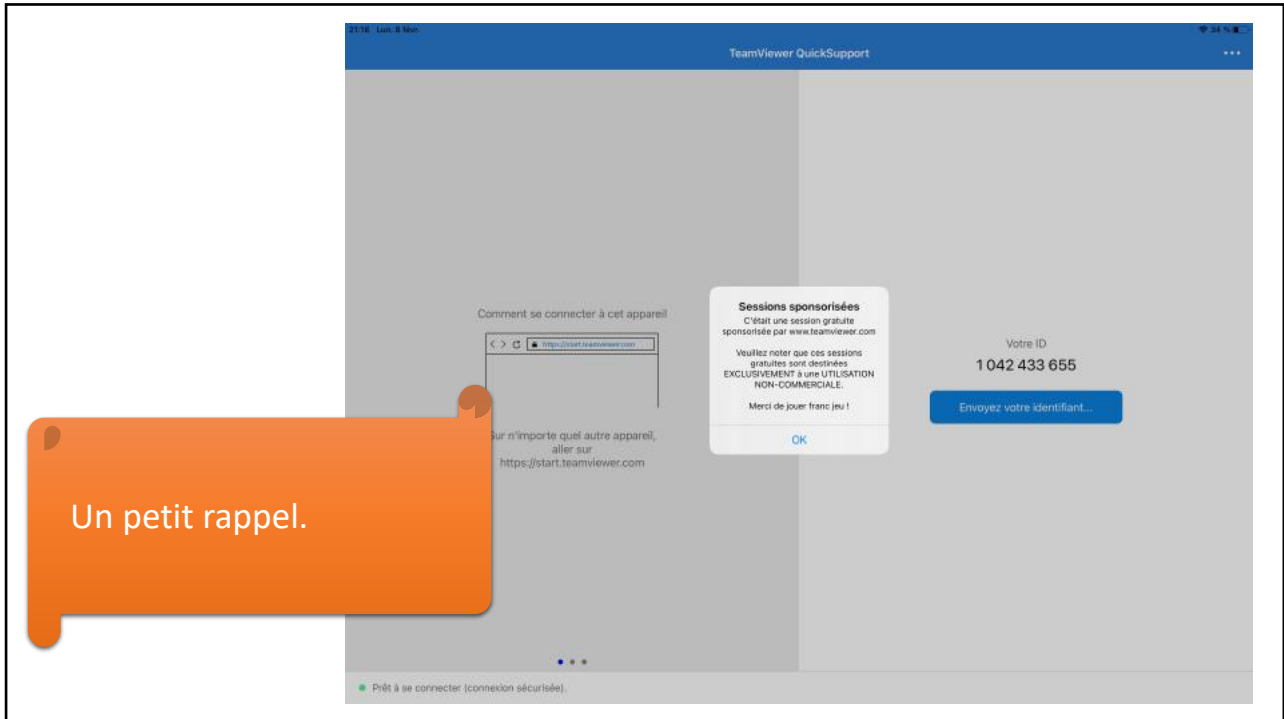 21:18 Lun. 8 févr.
34 %
TeamViewer QuickSupport
Comment se connecter à cet appareil
https://start.teamviewer.com
Sur n'importe quel autre appareil,
aller sur
https://start.teamviewer.com
Sessions sponsorisées
C'était une session gratuite
sponsorisée par www.teamviewer.com
Veuillez noter que ces sessions
gratuites sont destinées
EXCLUSIVEMENT à une UTILISATION
NON-COMMERCIALE.
Merci de jouer franc jeu !
OK
Votre ID
1 042 433 655
Envoyez votre identifiant...
Un petit rappel.
Prêt à se connecter (connexion sécurisée).